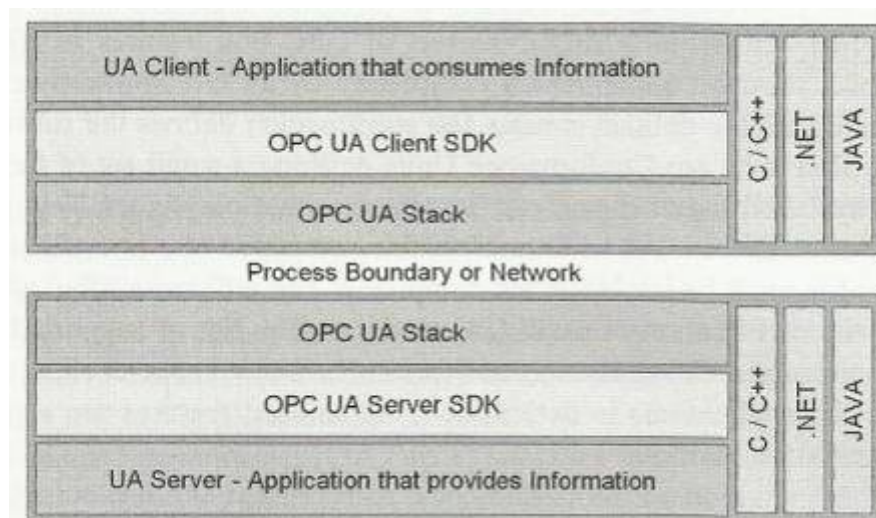 UA Client - Application that consumes Information
OPC UA Client SDK
OPC UA Stack
C / C++
.NET
JAVA
Process Boundary or Network
OPC UA Stack
OPC UA Server SDK
UA Server - Application that provides Information
C / C++
.NET
JAVA